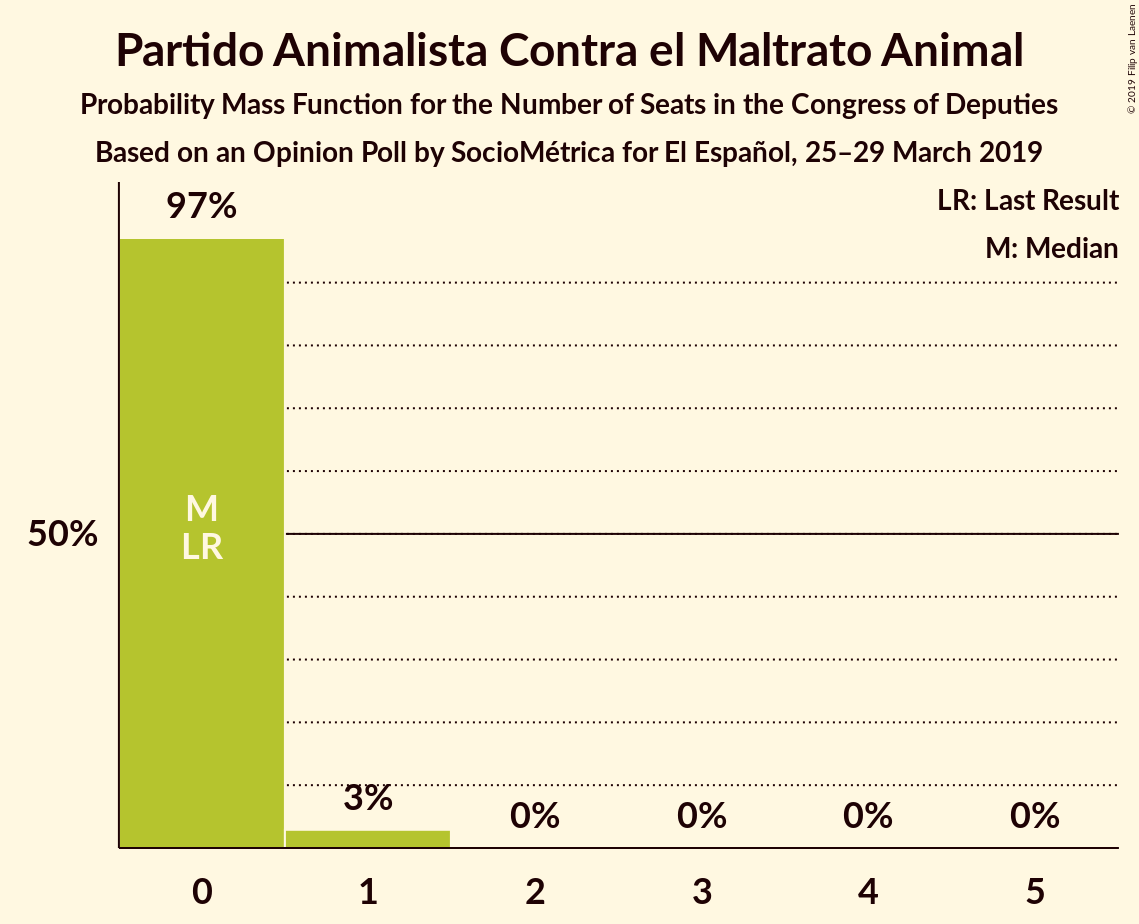 Partido Animalista Contra el Maltrato Animal
Probability Mass Function for the Number of Seats in the Congress of Deputies
Based on an Opinion Poll by SocioMétrica for El Español, 25–29 March 2019
© 2019 Filip van Laenen
LR: Last Result
M: Median
97%
M
LR
50%
3%
0%
0%
0%
0%
0
1
2
3
4
5